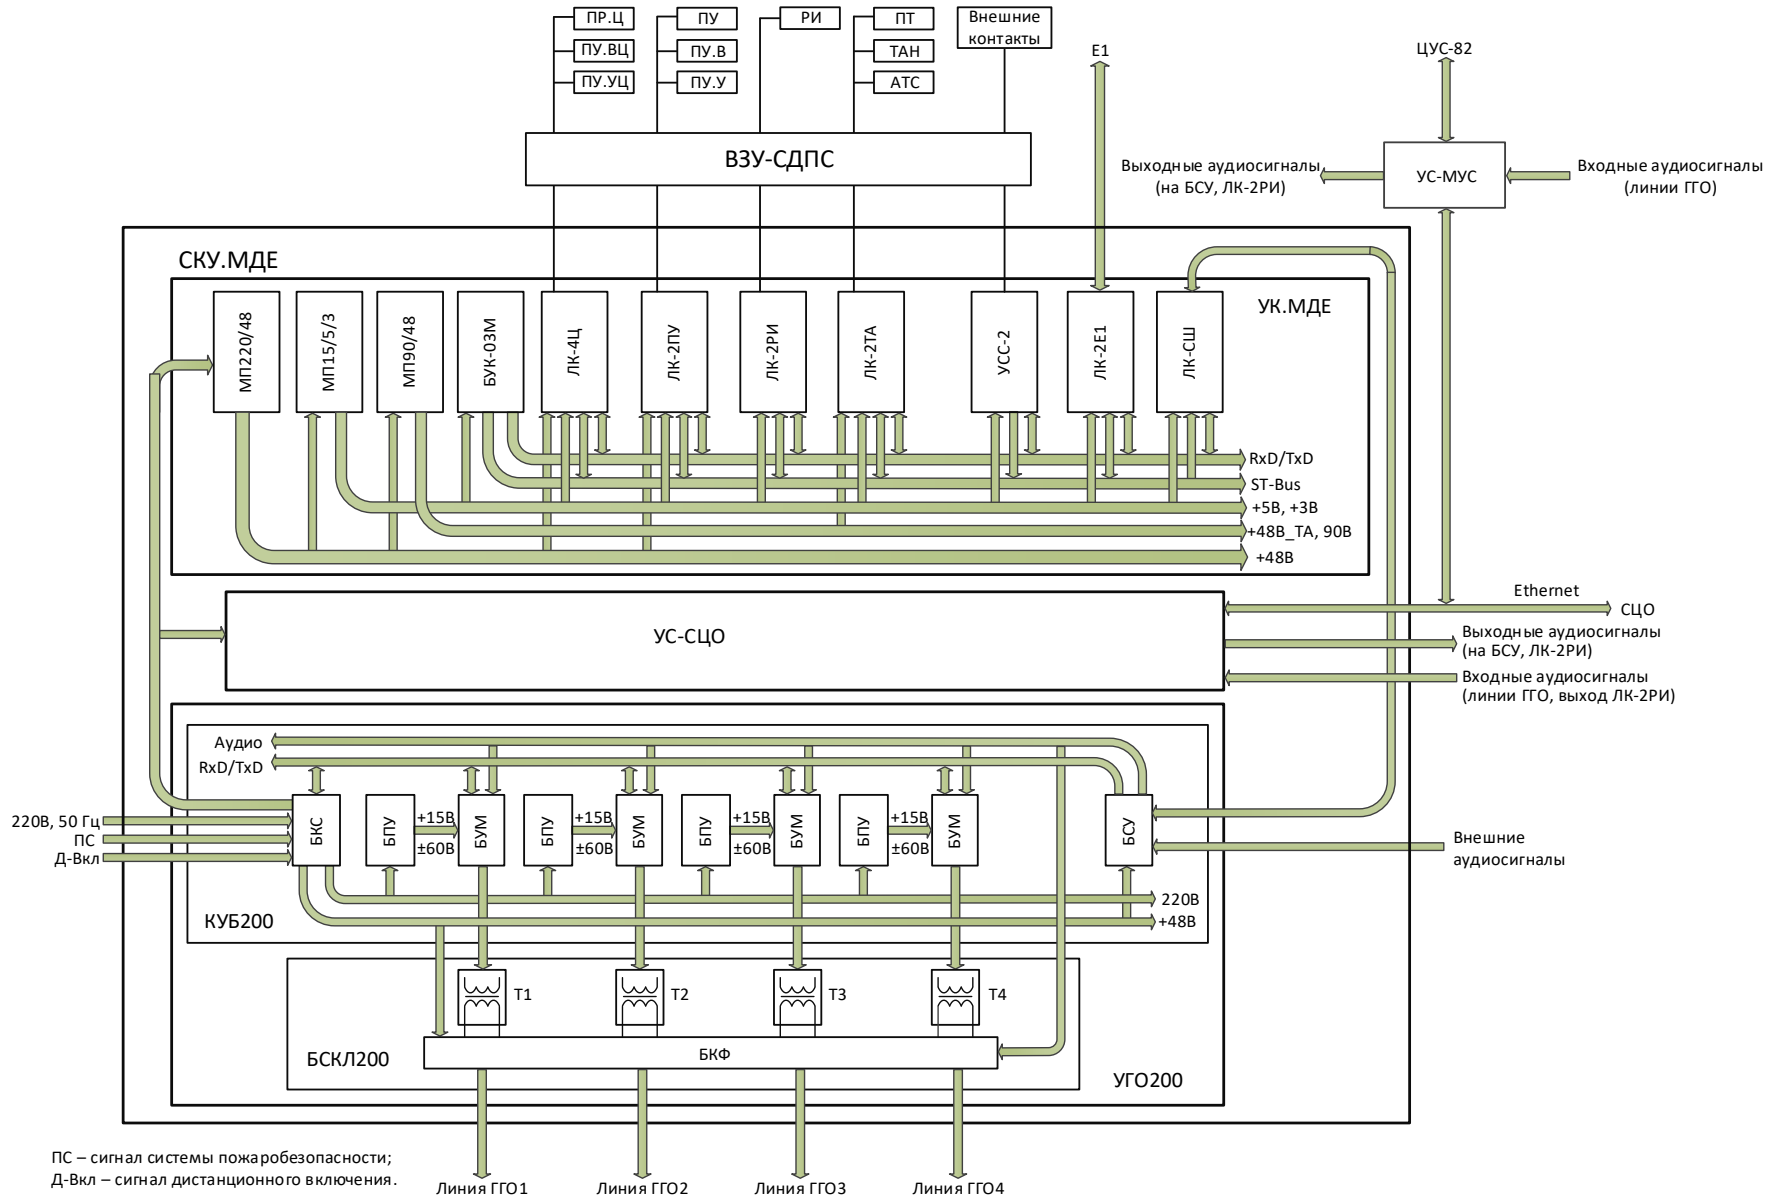 ПР.Ц
ПУ
РИ
ПТ
Внешние
контакты
ПУ.ВЦ
ПУ.В
ТАН
ПУ.УЦ
ПУ.У
АТС
Е1
ЦУС-82
ВЗУ-СДПС
Выходные аудиосигналы
(на БСУ, ЛК-2РИ)
УС-МУС
Входные аудиосигналы
(линии ГГО)
СКУ.МДЕ
УК.МДЕ
МП220/48
МП15/5/3
МП90/48
БУК-03М
ЛК-4Ц
ЛК-2ПУ
ЛК-2РИ
ЛК-2ТА
УСС-2
ЛК-2Е1
ЛК-СШ
RxD/TxD
ST-Bus
+5В, +3В
+48В_ТА, 90В
+48В
УС-СЦО
Ethernet
СЦО
Выходные аудиосигналы
(на БСУ, ЛК-2РИ)
Входные аудиосигналы
(линии ГГО, выход ЛК-2РИ)
Аудио
RxD/TxD
220В, 50 Гц
ПС
Д-Вкл
БКС
БПУ
+15В
±60В
БУМ
БПУ
+15В
±60В
БУМ
БПУ
+15В
±60В
БУМ
БПУ
+15В
±60В
БУМ
БСУ
Внешние
аудиосигналы
220В
+48В
КУБ200
Т1
Т2
Т3
Т4
БКФ
БСКЛ200
УГО200
ПС – сигнал системы пожаробезопасности;
Д-Вкл – сигнал дистанционного включения.
Линия ГГО1
Линия ГГО2
Линия ГГО3
Линия ГГО4